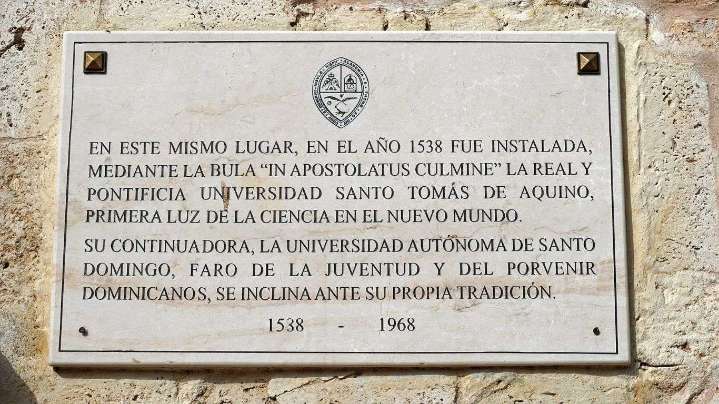 EN ESTE MISMO LUGAR, EN EL AÑO 1538 FUE INSTALADA,
MEDIANTE LA BULA “IN APOSTOLATUS CULMINE” LA REAL Y
PONTIFICIA UNIVERSIDAD SANTO TOMÁS DE AQUINO,
PRIMERA LUZ DE LA CIENCIA EN EL NUEVO MUNDO.
SU CONTINUADORA, LA UNIVERSIDAD AUTÓNOMA DE SANTO
DOMINGO, FARO DE LA JUVENTUD Y DEL PORVENIR
DOMINICANOS, SE INCLINA ANTE SU PROPIA TRADICIÓN.
1538 - 1968